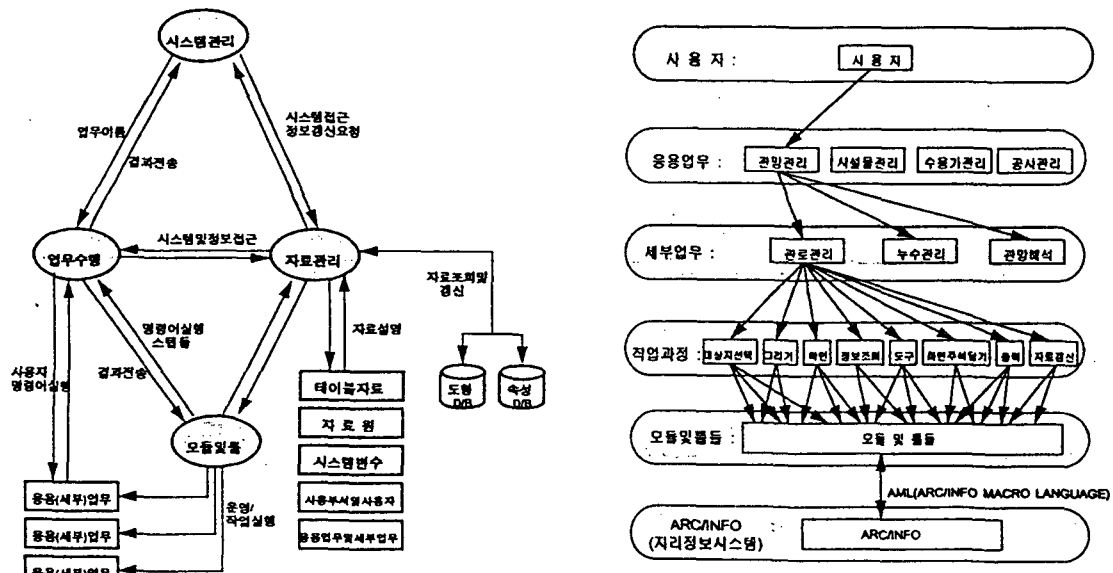 시스템관리
업무이름
결과전송
시스템접근
정보갱신요청
업무수행
시스템및정보접근
자료관리
자료조회및
갱신
명령어실행
스템들
결과전송
사용자
명령어실행
자료설명
테이블자료
자 료 원
시스템변수
사용부서및사용자
응용업무및세부업무
도형
D/B
속성
D/B
모듈및툴
응용(세부)업무
응용(세부)업무
응용(세부)업무
운영/
작업실행
사 용 자 :
사 용 자
응용업무 :
관망관리
시설물관리
수용가관리
공사관리
세부업무 :
관로관리
누수관리
관망해석
작업과정 :
대상지선택
그리기
화면
정보조회
도구
화면주석달기
출력
자료갱신
모듈및툴들 :
모듈 및 툴들
AML(ARC/INFO MACRO LANGUAGE)
ARC/INFO
(지리정보시스템)
ARC/INFO